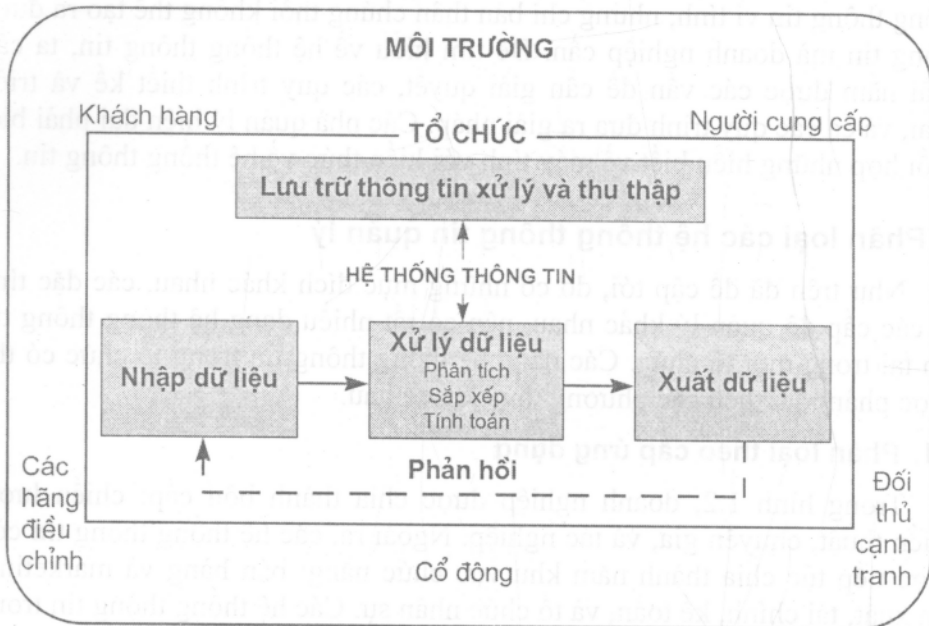 MÔI TRƯỜNG
Khách hàng
TỔ CHỨC
Người cung cấp
Lưu trữ thông tin xử lý và thu thập
HỆ THỐNG THÔNG TIN
Nhập dữ liệu
Xử lý dữ liệu
Phân tích
Sắp xếp
Tính toán
Xuất dữ liệu
Phản hồi
Các
hãng
điều
chỉnh
Cổ đông
Đối
thủ
cạnh
tranh